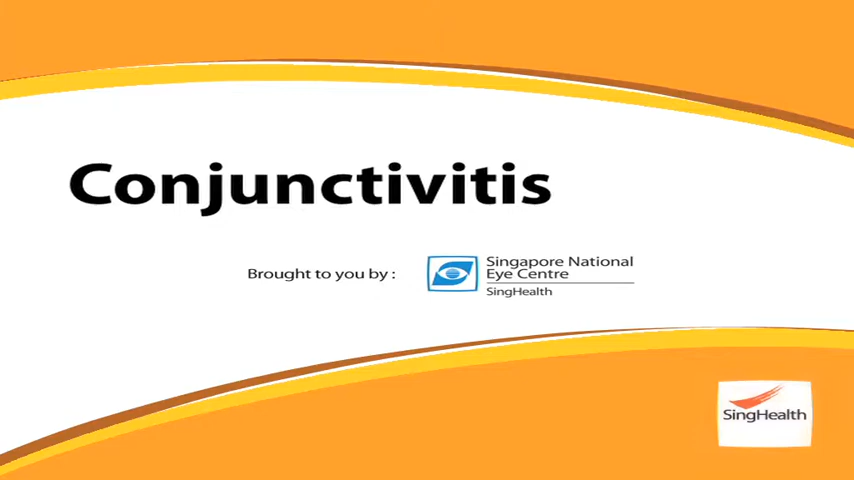 Conjunctivitis
Brought to you by :
Singapore National
Eye Centre
SingHealth
SingHealth